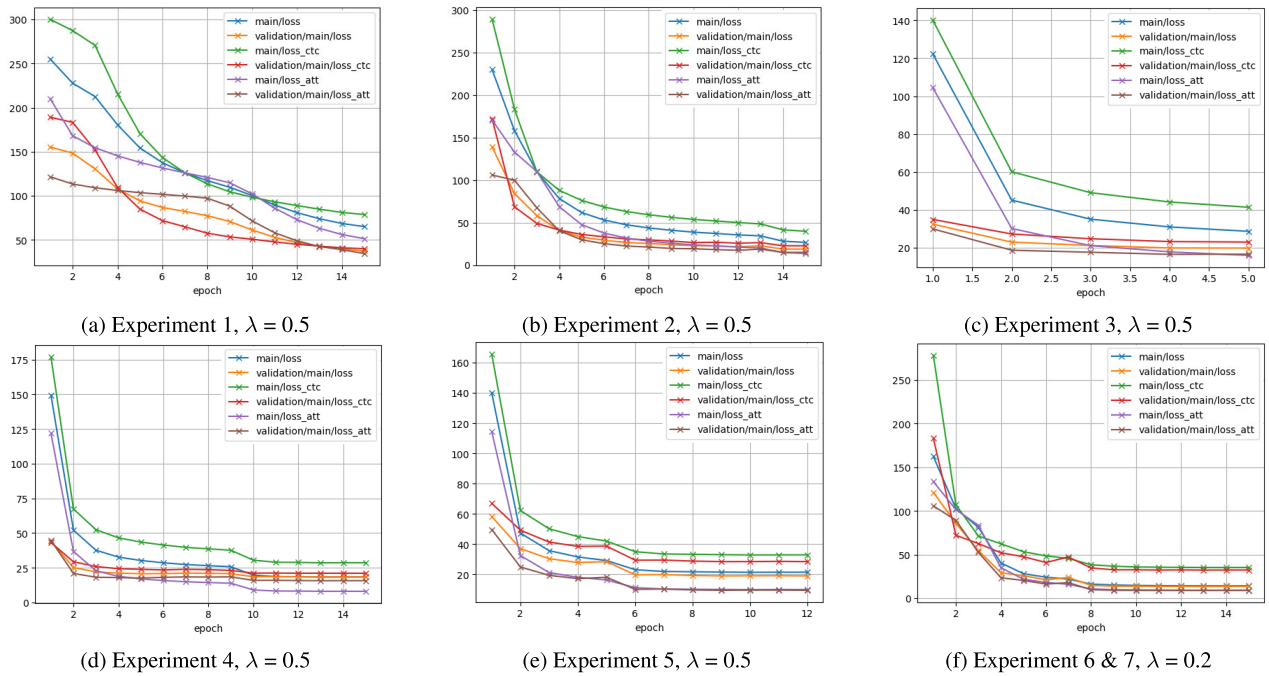 300
250
200
150
100
50
2 4 6 8 10 12 14
epoch
main/loss
validation/main/loss
main/loss_ctc
validation/main/loss_ctc
main/loss_att
validation/main/loss_att
(a) Experiment 1, λ = 0.5
300
250
200
150
100
50
0
2 4 6 8 10 12 14
epoch
main/loss
validation/main/loss
main/loss_ctc
validation/main/loss_ctc
main/loss_att
validation/main/loss_att
(b) Experiment 2, λ = 0.5
140
120
100
80
60
40
20
1.0 1.5 2.0 2.5 3.0 3.5 4.0 4.5 5.0
epoch
main/loss
validation/main/loss
main/loss_ctc
validation/main/loss_ctc
main/loss_att
validation/main/loss_att
(c) Experiment 3, λ = 0.5
175
150
125
100
75
50
25
0
2 4 6 8 10 12 14
epoch
main/loss
validation/main/loss
main/loss_ctc
validation/main/loss_ctc
main/loss_att
validation/main/loss_att
(d) Experiment 4, λ = 0.5
160
140
120
100
80
60
40
20
2 4 6 8 10 12
epoch
main/loss
validation/main/loss
main/loss_ctc
validation/main/loss_ctc
main/loss_att
validation/main/loss_att
(e) Experiment 5, λ = 0.5
250
200
150
100
50
0
2 4 6 8 10 12 14
epoch
main/loss
validation/main/loss
main/loss_ctc
validation/main/loss_ctc
main/loss_att
validation/main/loss_att
(f) Experiment 6 & 7, λ = 0.2